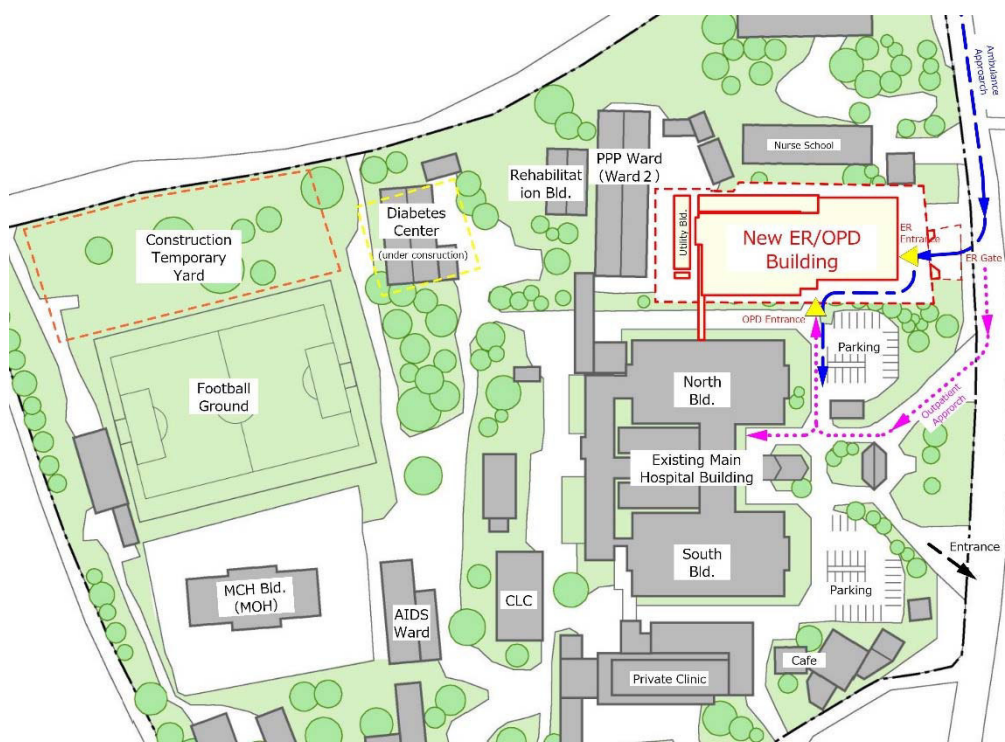 Ambulance
Approarch
Nurse School
PPP Ward
(Ward 2)
Rehabilitat
ion Bld.
Diabetes
Center
(under consruction)
Construction
Temporary
Yard
Utility Bld.
New ER/OPD
Building
ER
Entrance
ER Gate
OPD Entrance
Parking
Outpatient Approrch
Football
Ground
North
Bld.
Existing Main
Hospital Building
South
Bld.
Entrance
Parking
MCH Bld.
(MOH)
AIDS
Ward
CLC
Private Clinic
Cafe